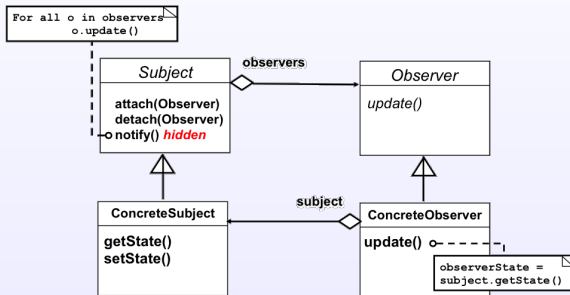 For all o in observers
o.update()
Subject
attach(Observer)
detach(Observer)
notify() hidden
observers
Observer
update()
ConcreteSubject
getState()
setState()
subject
ConcreteObserver
update()
observerState =
subject.getState()